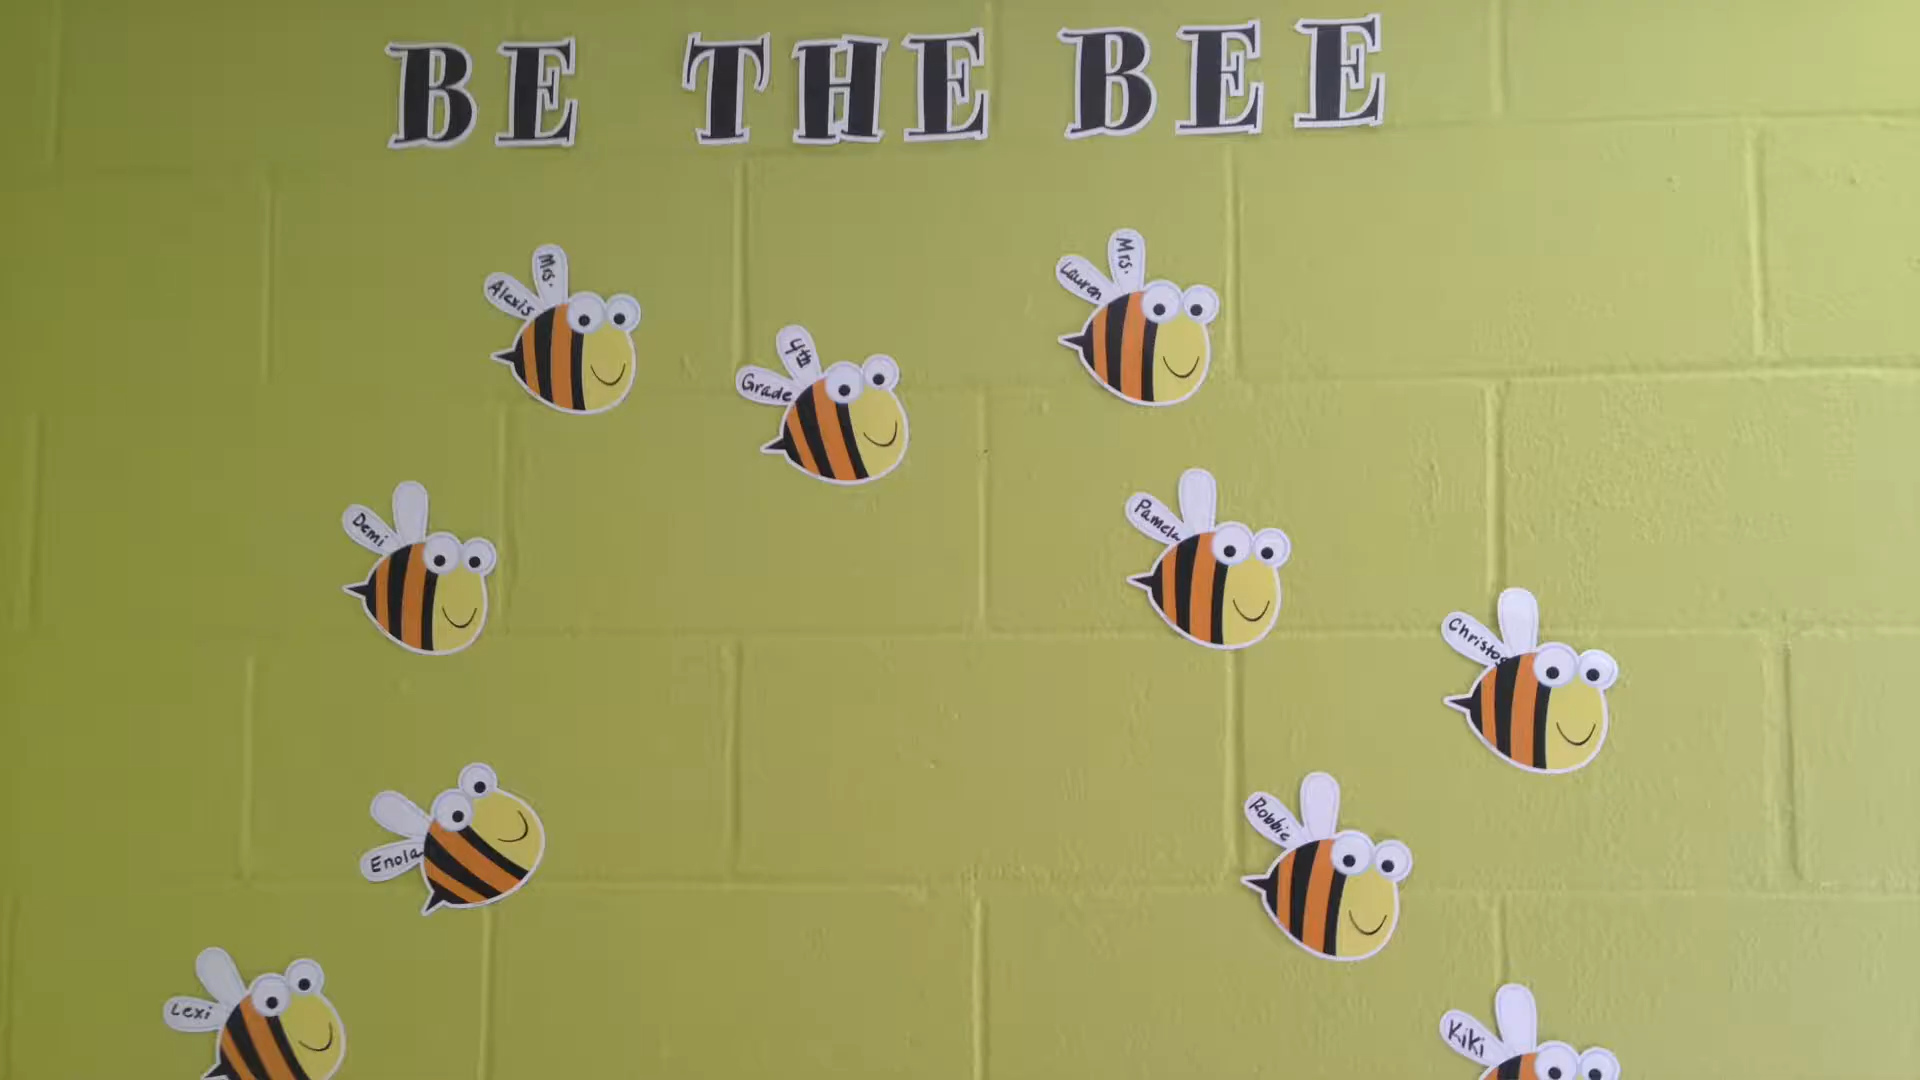 BE THE BEE
Mrs.
Alexis
Mrs.
Lauren
4th
Grade
Demi
Pamela
Enola
Robbie
Lexi
KiKi